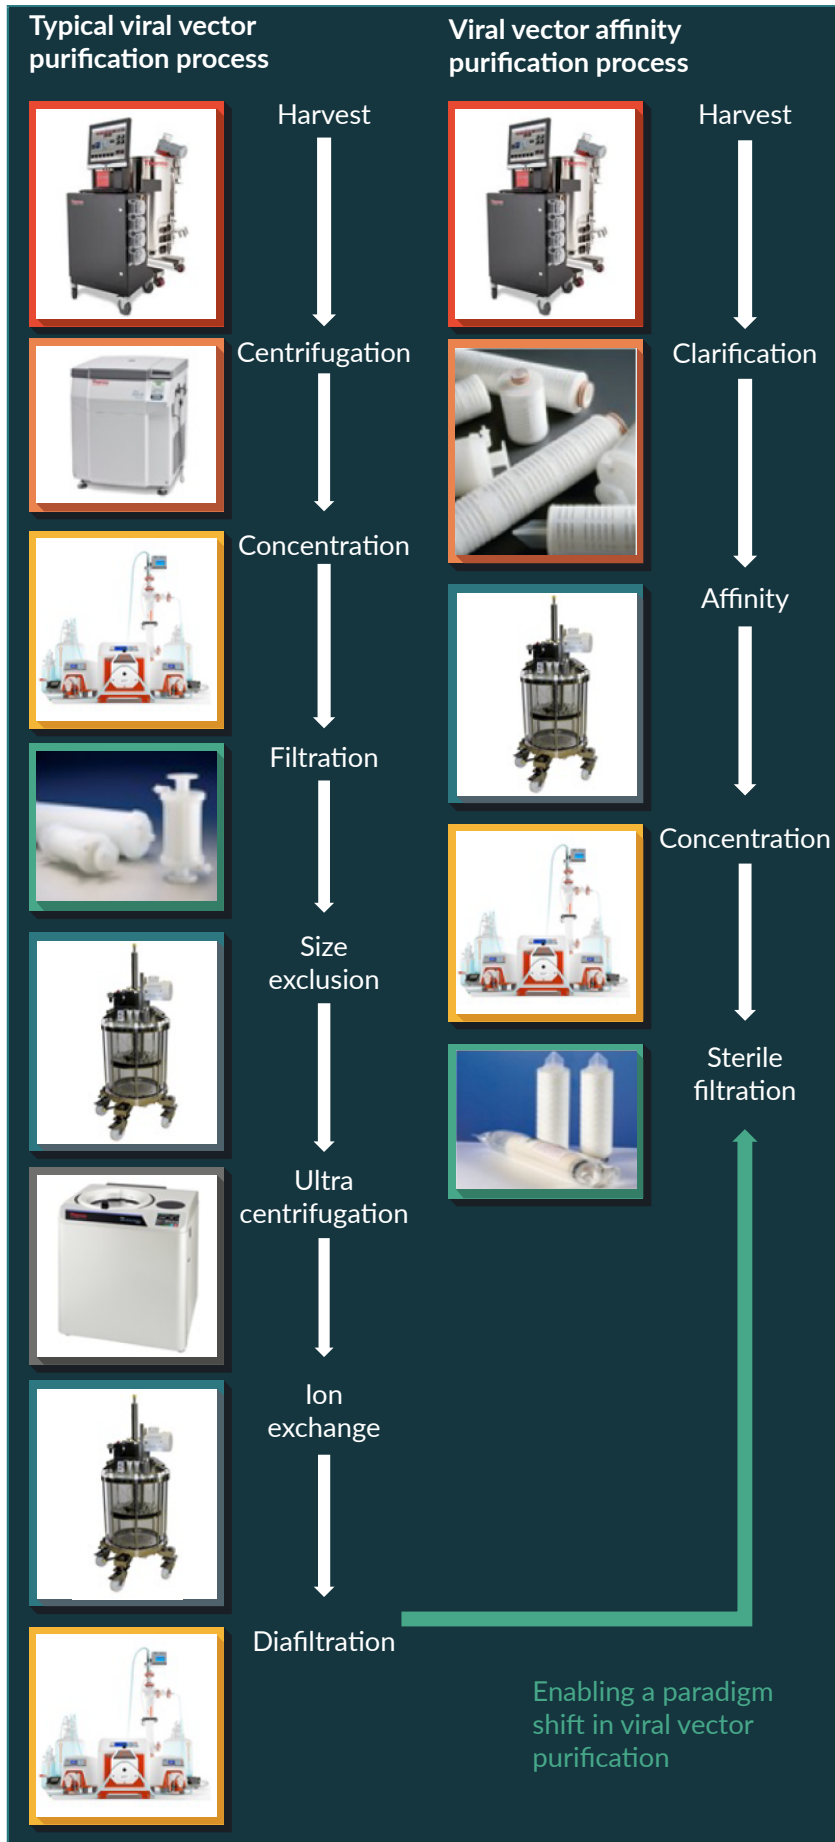 Typical viral vector
purification process
Harvest
Centrifugation
Concentration
Filtration
Size
exclusion
Ultra
centrifugation
Ion
exchange
Diafiltration
Viral vector affinity
purification process
Harvest
Clarification
Affinity
Concentration
Sterile
filtration
Enabling a paradigm
shift in viral vector
purification